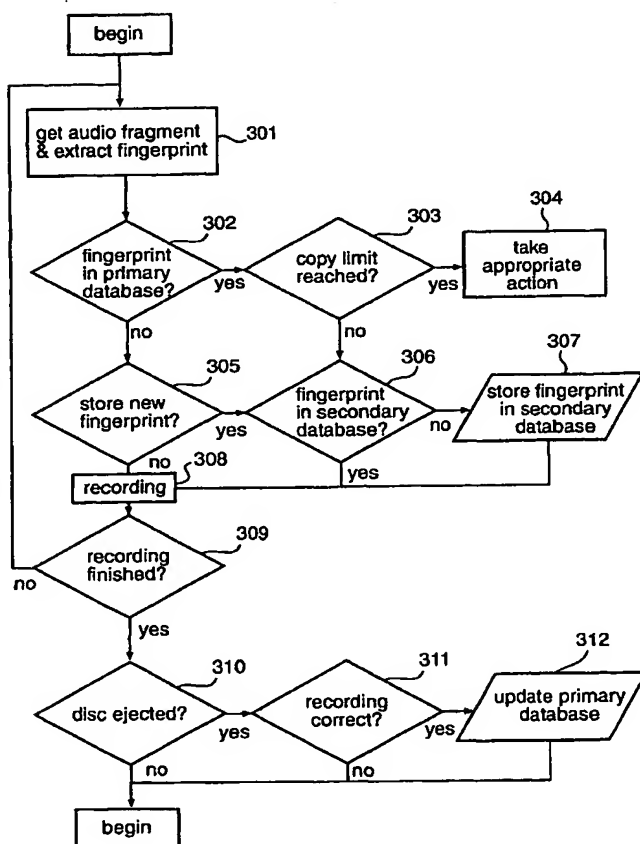 begin
get audio fragment
& extract fingerprint
301
302
303
304
fingerprint
in primary
database?
yes
copy limit
reached?
yes
take
appropriate
action
no
no
305
306
307
store new
fingerprint?
yes
fingerprint
in secondary
database?
no
store fingerprint
in secondary
database
no
308
yes
recording
309
recording
finished?
no
yes
310
311
312
disc ejected?
yes
recording
correct?
yes
update primary
database
no
no
begin